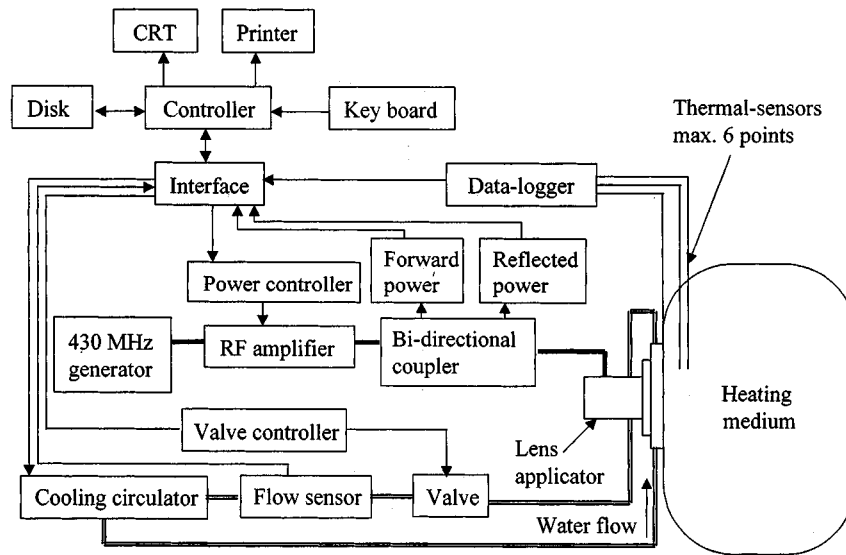 CRT
Printer
Disk
Controller
Key board
Thermal-sensors
max. 6 points
Interface
Data-logger
Forward
power
Reflected
power
Power controller
430 MHz
generator
RF amplifier
Bi-directional
coupler
Heating
medium
Valve controller
Lens
applicator
Cooling circulator
Flow sensor
Valve
Water flow